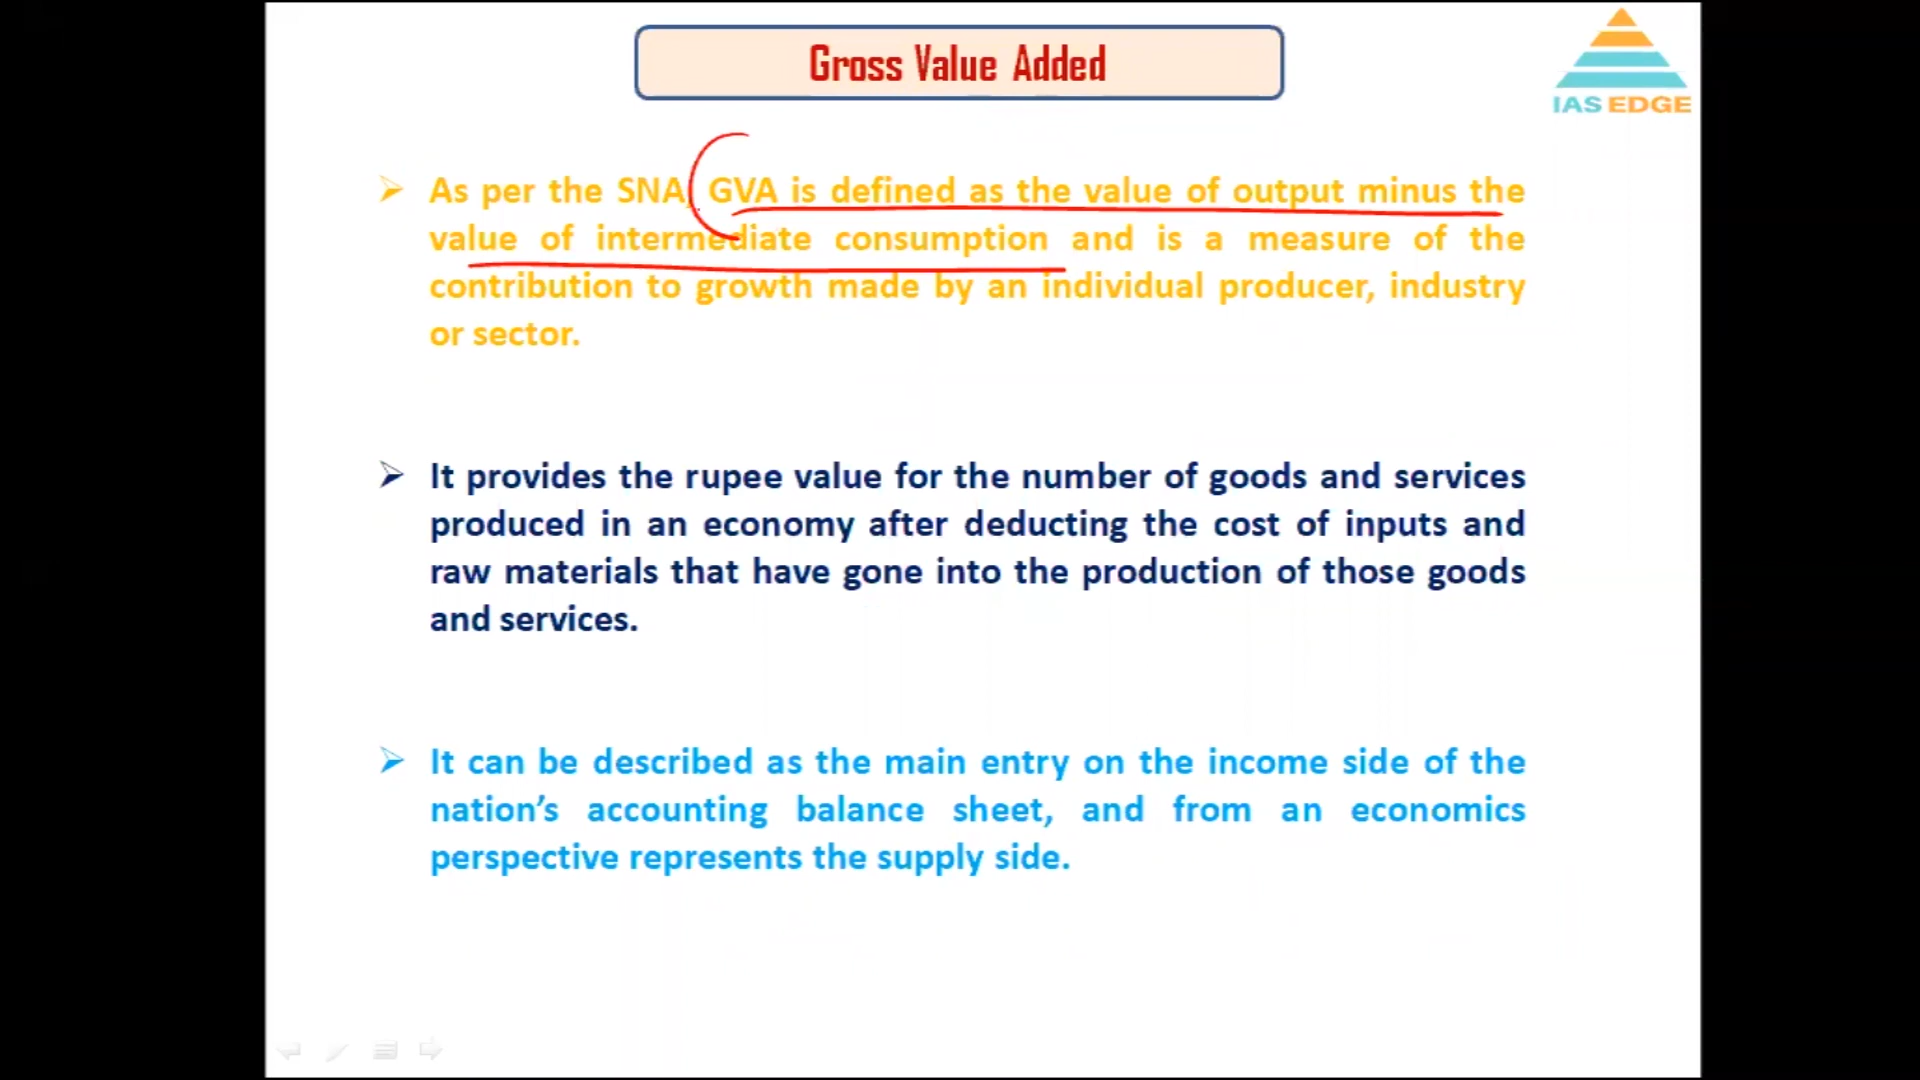 Gross Value Added
IAS EDGE
As per the SNA, GVA is defined as the value of output minus the
value of intermediate consumption and is a measure of the
contribution to growth made by an individual producer, industry
or sector.
It provides the rupee value for the number of goods and services
produced in an economy after deducting the cost of inputs and
raw materials that have gone into the production of those goods
and services.
It can be described as the main entry on the income side of the
nation’s accounting balance sheet, and from an economics
perspective represents the supply side.